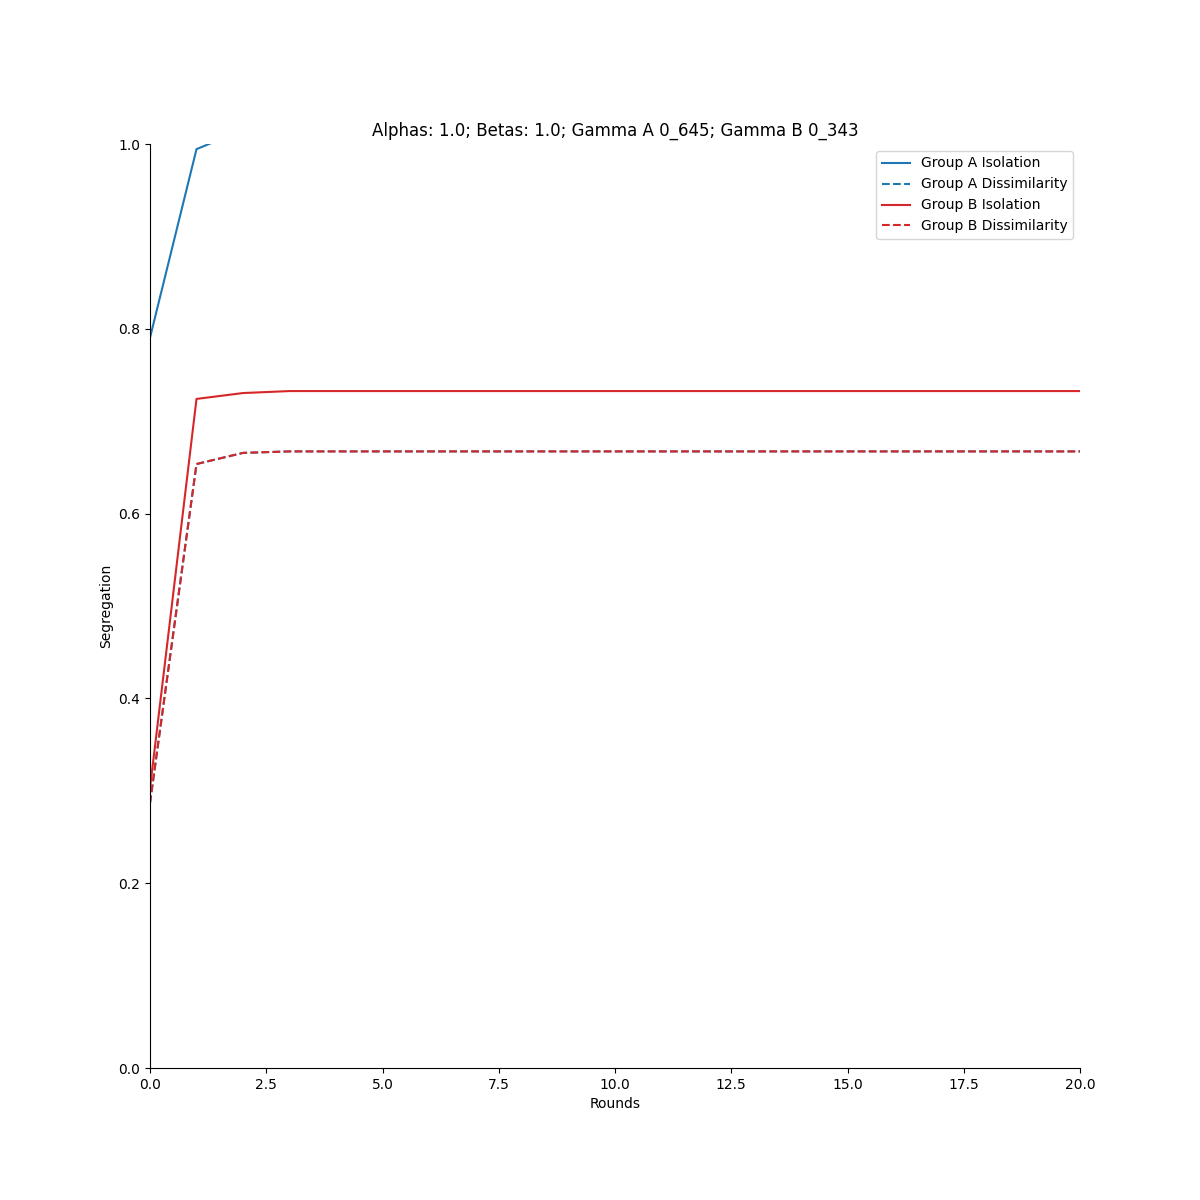 Alphas: 1.0; Betas: 1.0; Gamma A 0_645; Gamma B 0_343
Group A Isolation
Group A Dissimilarity
Group B Isolation
Group B Dissimilarity
1.0
0.8
0.6
0.4
0.2
0.0
Segregation
0.0 2.5 5.0 7.5 10.0 12.5 15.0 17.5 20.0
Rounds